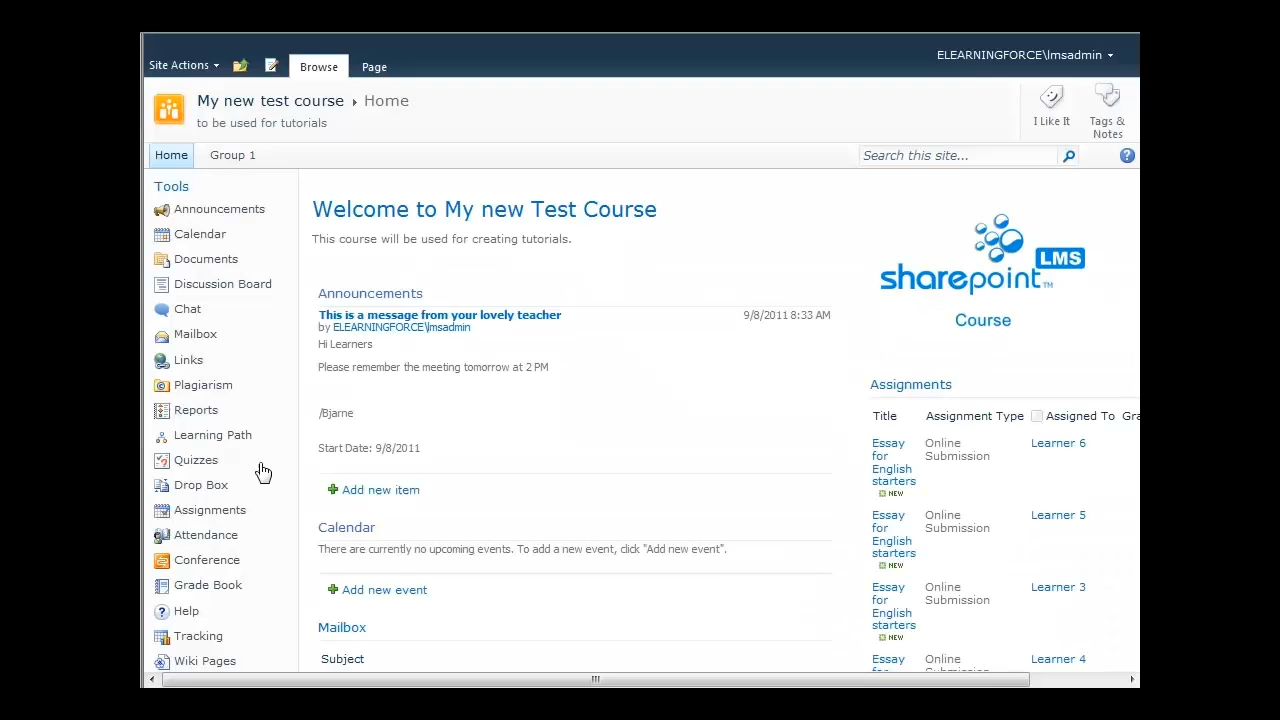 ELEARNINGFORCE\lmsadmin
Site Actions
Browse
Page
My new test course ▸ Home
to be used for tutorials
I Like It
Tags &
Notes
Home
Group 1
Search this site...
Tools
Announcements
Calendar
Documents
Discussion Board
Chat
Mailbox
Links
Plagiarism
Reports
Learning Path
Quizzes
Drop Box
Assignments
Attendance
Conference
Grade Book
Help
Tracking
Wiki Pages
Welcome to My new Test Course
This course will be used for creating tutorials.
Announcements
This is a message from your lovely teacher 9/8/2011 8:33 AM
by ELEARNINGFORCE\lmsadmin
Hi Learners
Please remember the meeting tomorrow at 2 PM
/Bjarne
Start Date: 9/8/2011
Add new item
Calendar
There are currently no upcoming events. To add a new event, click "Add new event".
Add new event
Mailbox
Subject
sharepoint LMS
TM
Course
Assignments
Title Assignment Type Assigned To Gra
Essay Online Learner 6
for Submission
English
starters
NEW
Essay Online Learner 5
for Submission
English
starters
NEW
Essay Online Learner 3
for Submission
English
starters
NEW
Essay Online Learner 4
for Submission